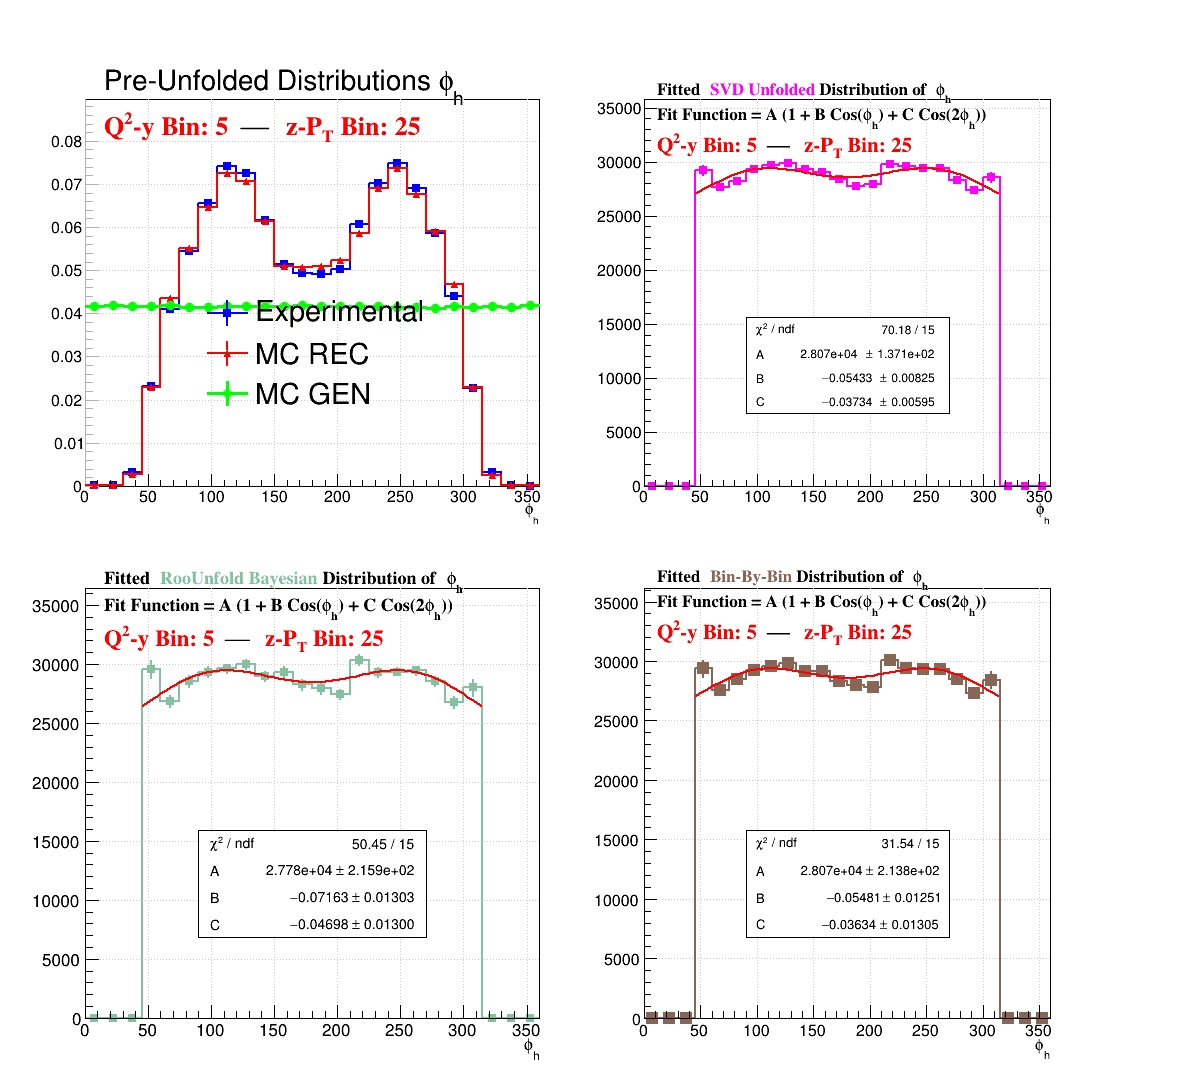 Pre-Unfolded Distributions ϕh
Q2-y Bin: 5 — z-PT Bin: 25
0.08
0.07
0.06
0.05
0.04
0.03
0.02
0.01
0
Experimental
MC REC
MC GEN
0 50 100 150 200 250 300 350
ϕh
Fitted SVD Unfolded Distribution of ϕh
Fit Function = A (1 + B Cos(ϕh) + C Cos(2ϕh))
Q2-y Bin: 5 — z-PT Bin: 25
35000
30000
25000
20000
15000
10000
5000
0
χ2 / ndf 70.18 / 15
A 2.807e+04 ± 1.371e+02
B −0.05433 ± 0.00825
C −0.03734 ± 0.00595
0 50 100 150 200 250 300 350
ϕh
Fitted RooUnfold Bayesian Distribution of ϕh
Fit Function = A (1 + B Cos(ϕh) + C Cos(2ϕh))
Q2-y Bin: 5 — z-PT Bin: 25
35000
30000
25000
20000
15000
10000
5000
0
χ2 / ndf 50.45 / 15
A 2.778e+04 ± 2.159e+02
B −0.07163 ± 0.01303
C −0.04698 ± 0.01300
0 50 100 150 200 250 300 350
ϕh
Fitted Bin-By-Bin Distribution of ϕh
Fit Function = A (1 + B Cos(ϕh) + C Cos(2ϕh))
Q2-y Bin: 5 — z-PT Bin: 25
35000
30000
25000
20000
15000
10000
5000
0
χ2 / ndf 31.54 / 15
A 2.807e+04 ± 2.138e+02
B −0.05481 ± 0.01251
C −0.03634 ± 0.01305
0 50 100 150 200 250 300 350
ϕh